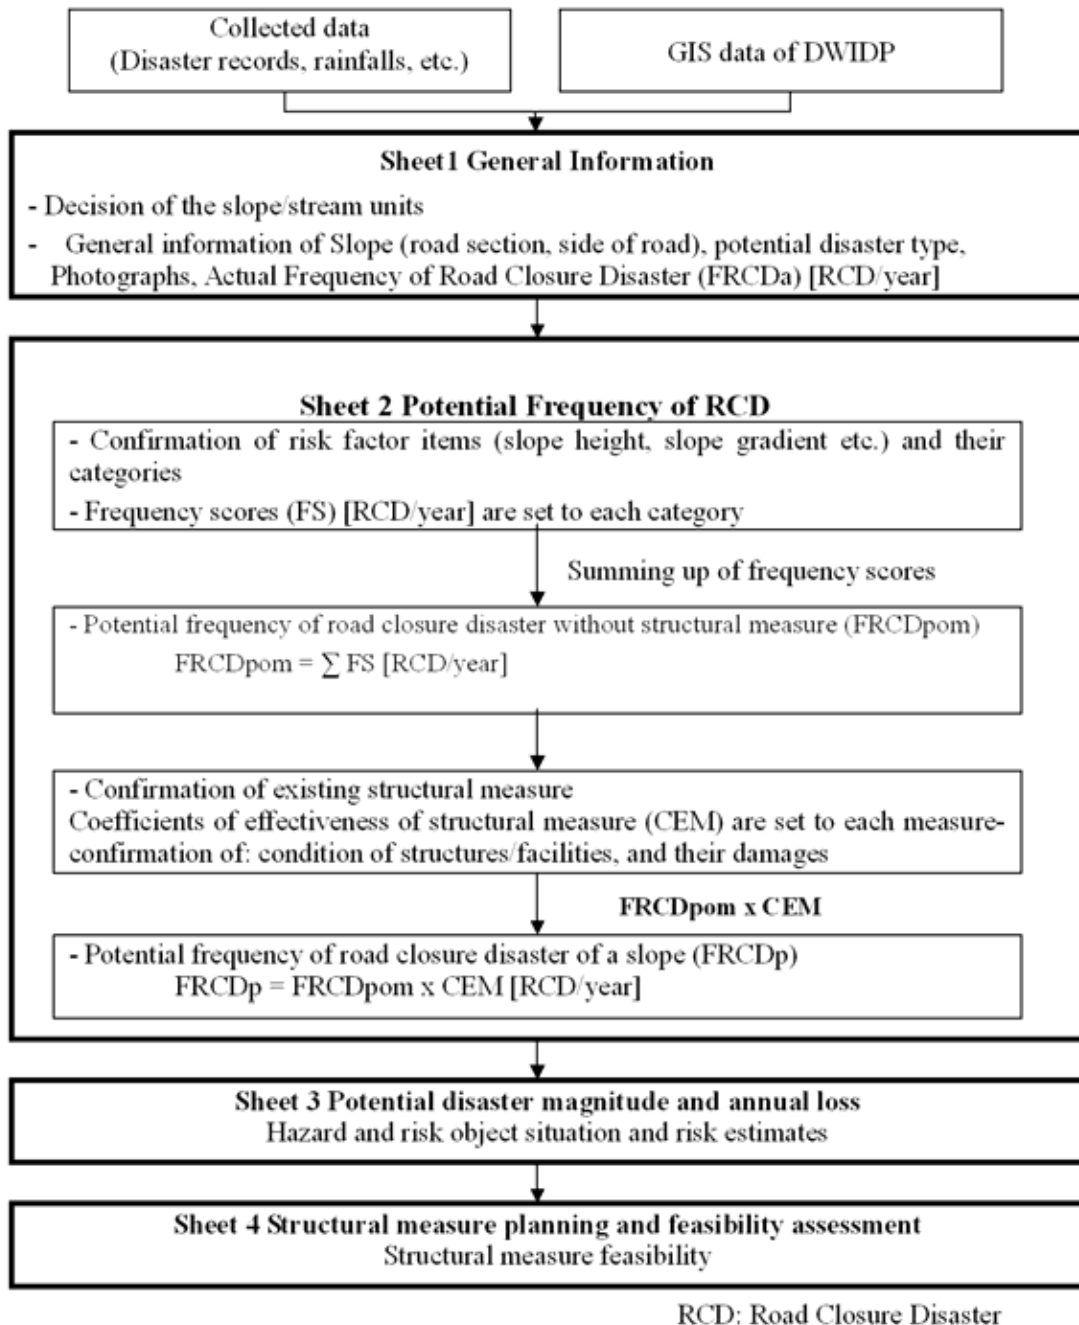 Collected data
(Disaster records, rainfalls, etc.)
GIS data of DWIDP
Sheet1 General Information
- Decision of the slope/stream units
- General information of Slope (road section, side of road), potential disaster type,
Photographs, Actual Frequency of Road Closure Disaster (FRCDa) [RCD/year]
Sheet 2 Potential Frequency of RCD
- Confirmation of risk factor items (slope height, slope gradient etc.) and their
categories
- Frequency scores (FS) [RCD/year] are set to each category
Summing up of frequency scores
- Potential frequency of road closure disaster without structural measure (FRCDpom)
FRCDpom = ∑ FS [RCD/year]
- Confirmation of existing structural measure
Coefficients of effectiveness of structural measure (CEM) are set to each measure-
confirmation of: condition of structures/facilities, and their damages
FRCDpom x CEM
- Potential frequency of road closure disaster of a slope (FRCDp)
FRCDp = FRCDpom x CEM [RCD/year]
Sheet 3 Potential disaster magnitude and annual loss
Hazard and risk object situation and risk estimates
Sheet 4 Structural measure planning and feasibility assessment
Structural measure feasibility
RCD: Road Closure Disaster